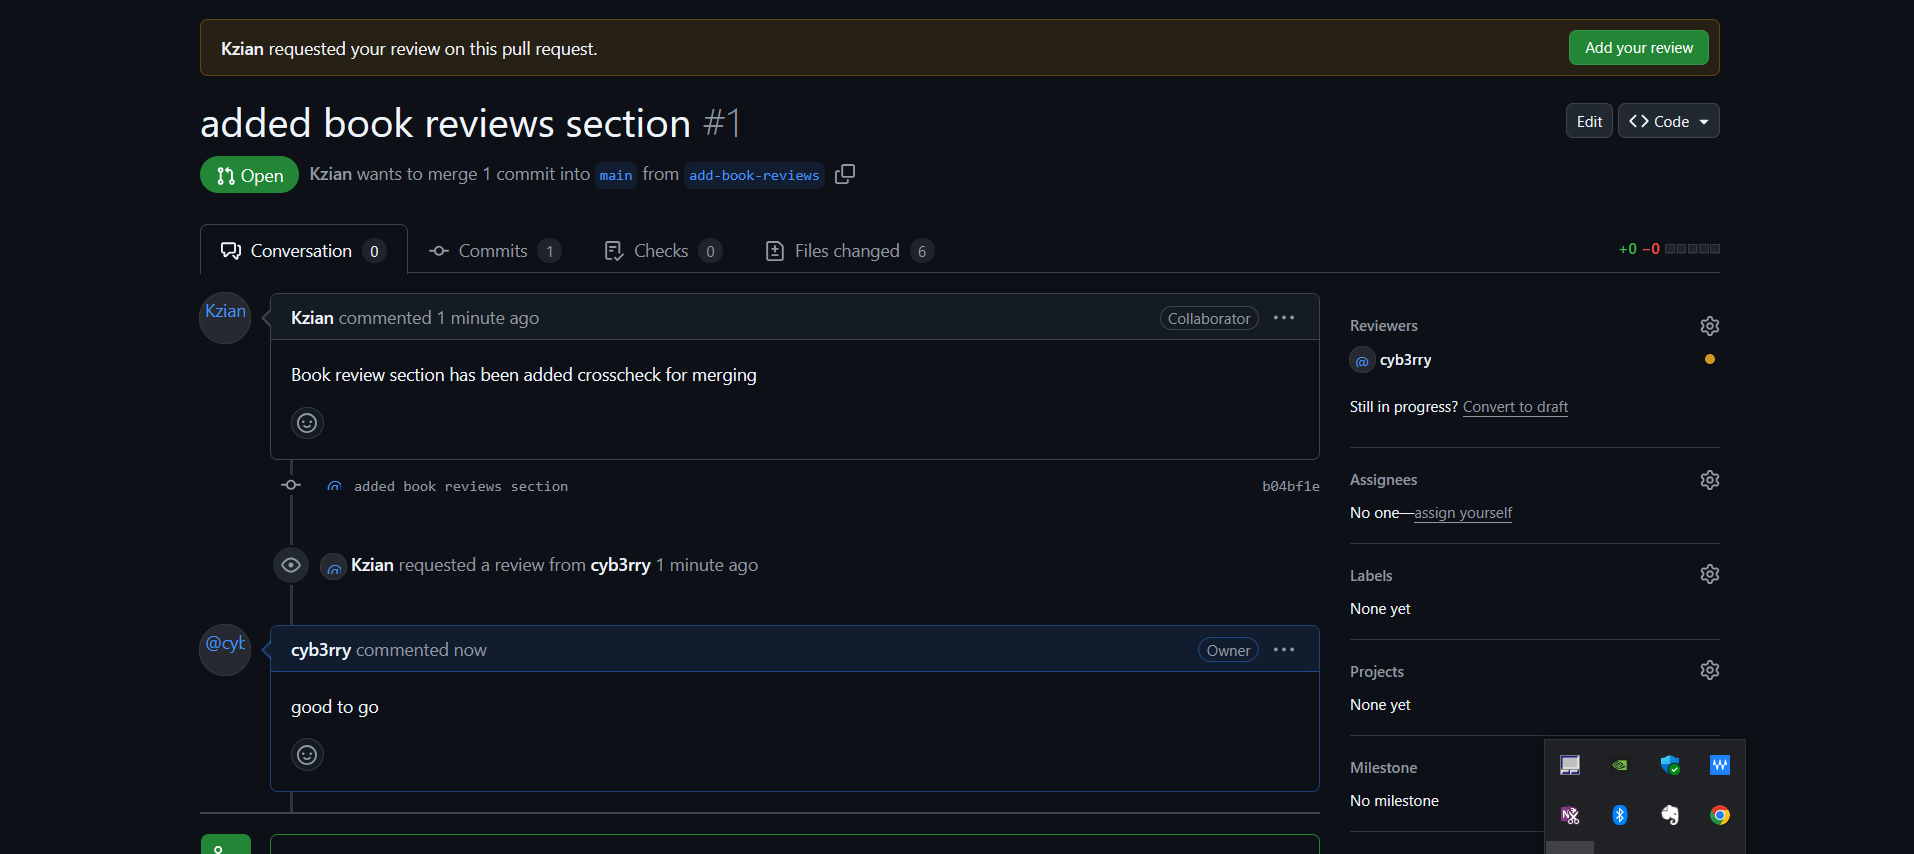 Kzian requested your review on this pull request.
Add your review
added book reviews section #1
Edit
Code
Open
Kzian wants to merge 1 commit into main from add-book-reviews
Conversation 0
Commits 1
Checks 0
Files changed 6
+0 −0
Kzian
Kzian commented 1 minute ago
Collaborator
Book review section has been added crosscheck for merging
@ added book reviews section
b04bf1e
@ Kzian requested a review from cyb3rry 1 minute ago
@cyb
cyb3rry commented now
Owner
good to go
Reviewers
@ cyb3rry
Still in progress? Convert to draft
Assignees
No one—assign yourself
Labels
None yet
Projects
None yet
Milestone
No milestone